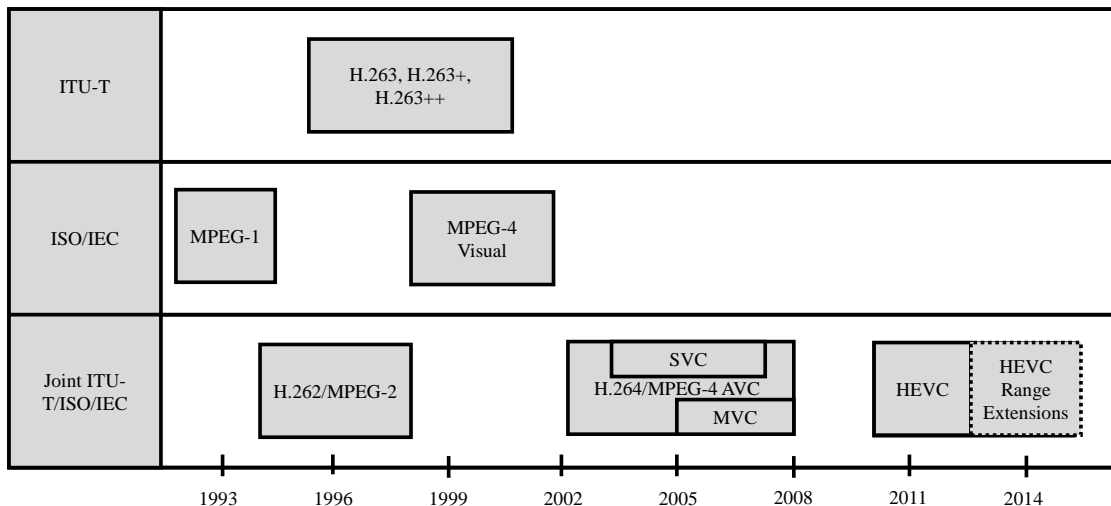 ITU-T
H.263, H.263+,
H.263++
ISO/IEC
MPEG-1
MPEG-4
Visual
Joint ITU-
T/ISO/IEC
H.262/MPEG-2
SVC
H.264/MPEG-4 AVC
MVC
HEVC
HEVC
Range
Extensions
1993 1996 1999 2002 2005 2008 2011 2014